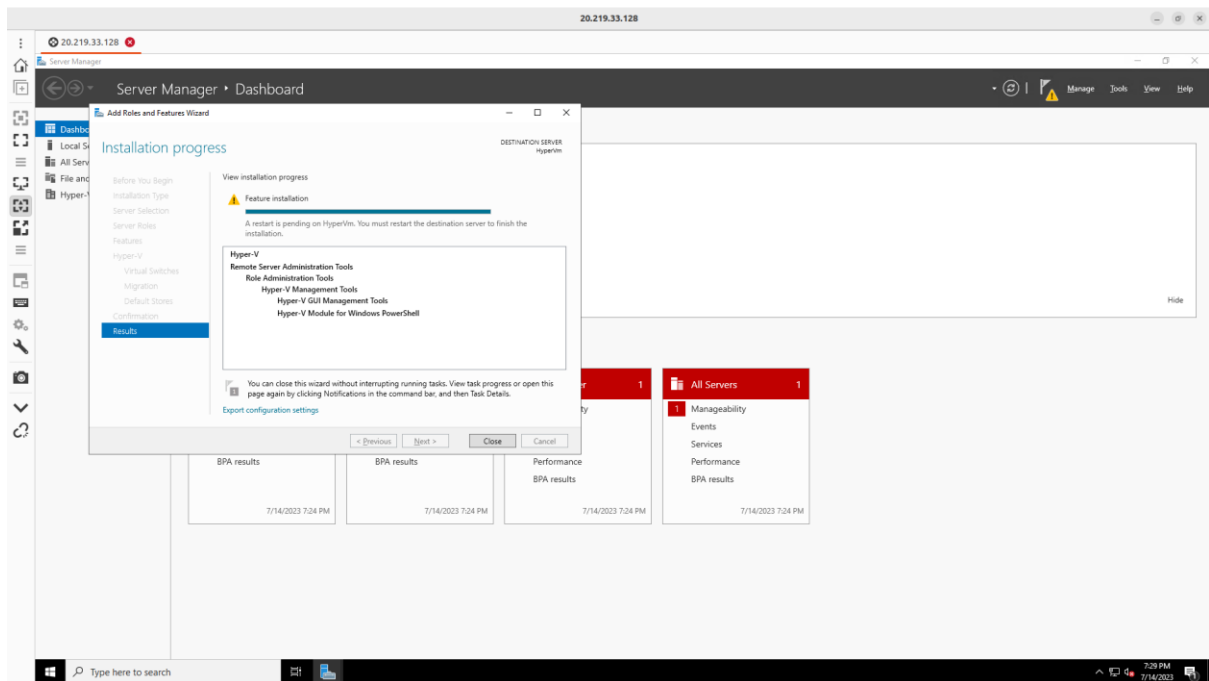 20.219.33.128
20.219.33.128
Server Manager
Server Manager • Dashboard
Manage Tools View Help
Add Roles and Features Wizard
Installation progress
DESTINATION SERVER
HyperVm
Dashbo
Local S
All Serv
File and
Hyper-V
Before You Begin
Installation Type
Server Selection
Server Roles
Features
Hyper-V
Virtual Switches
Migration
Default Stores
Confirmation
Results
View installation progress
Feature installation
A restart is pending on HyperVm. You must restart the destination server to finish the
installation.
Hyper-V
Remote Server Administration Tools
Role Administration Tools
Hyper-V Management Tools
Hyper-V GUI Management Tools
Hyper-V Module for Windows PowerShell
You can close this wizard without interrupting running tasks. View task progress or open this
page again by clicking Notifications in the command bar, and then Task Details.
Export configuration settings
< Previous Next > Close Cancel
Hide
BPA results
7/14/2023 7:24 PM
BPA results
7/14/2023 7:24 PM
er 1
ty
Performance
BPA results
7/14/2023 7:24 PM
All Servers 1
1 Manageability
Events
Services
Performance
BPA results
7/14/2023 7:24 PM
Type here to search
7:29 PM
7/14/2023